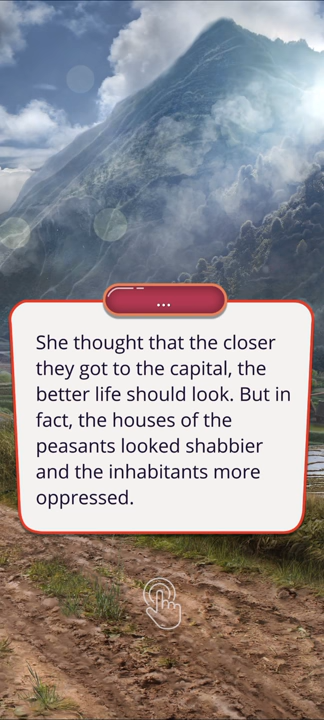 ...
She thought that the closer
they got to the capital, the
better life should look. But in
fact, the houses of the
peasants looked shabbier
and the inhabitants more
oppressed.